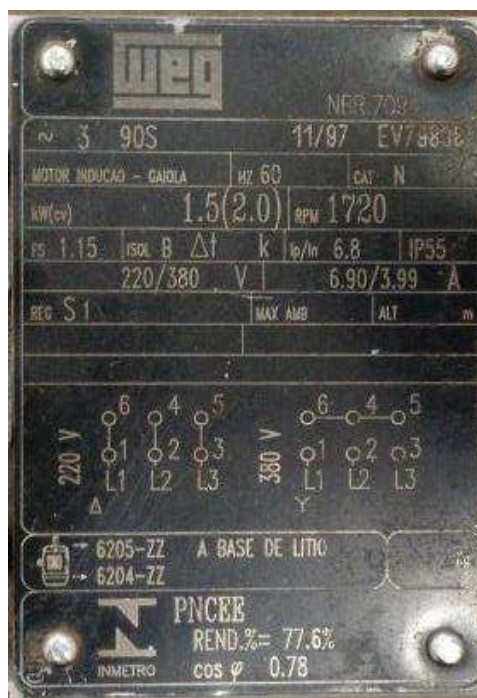 WEG
NBR 709
~ 3 90S 11/97
MOTOR INDUCAO - GAIOLA HZ 60 CAT N
kW(cv) 1.5(2.0) RPM 1720
FS 1.15 ISOL B Δt k Ip/In 6.8 IP55
220/380 V 6.90/3.99 A
REG S1 MAX AMB ALT m
6 4 5 6 4 5
220 V 1 2 3 380 V 1 2 3
L1 L2 L3 L1 L2 L3
Δ Y
6205-ZZ A BASE DE LITIO
6204-ZZ
PNCEE
REND.%= 77.6%
INMETRO cos φ 0.78